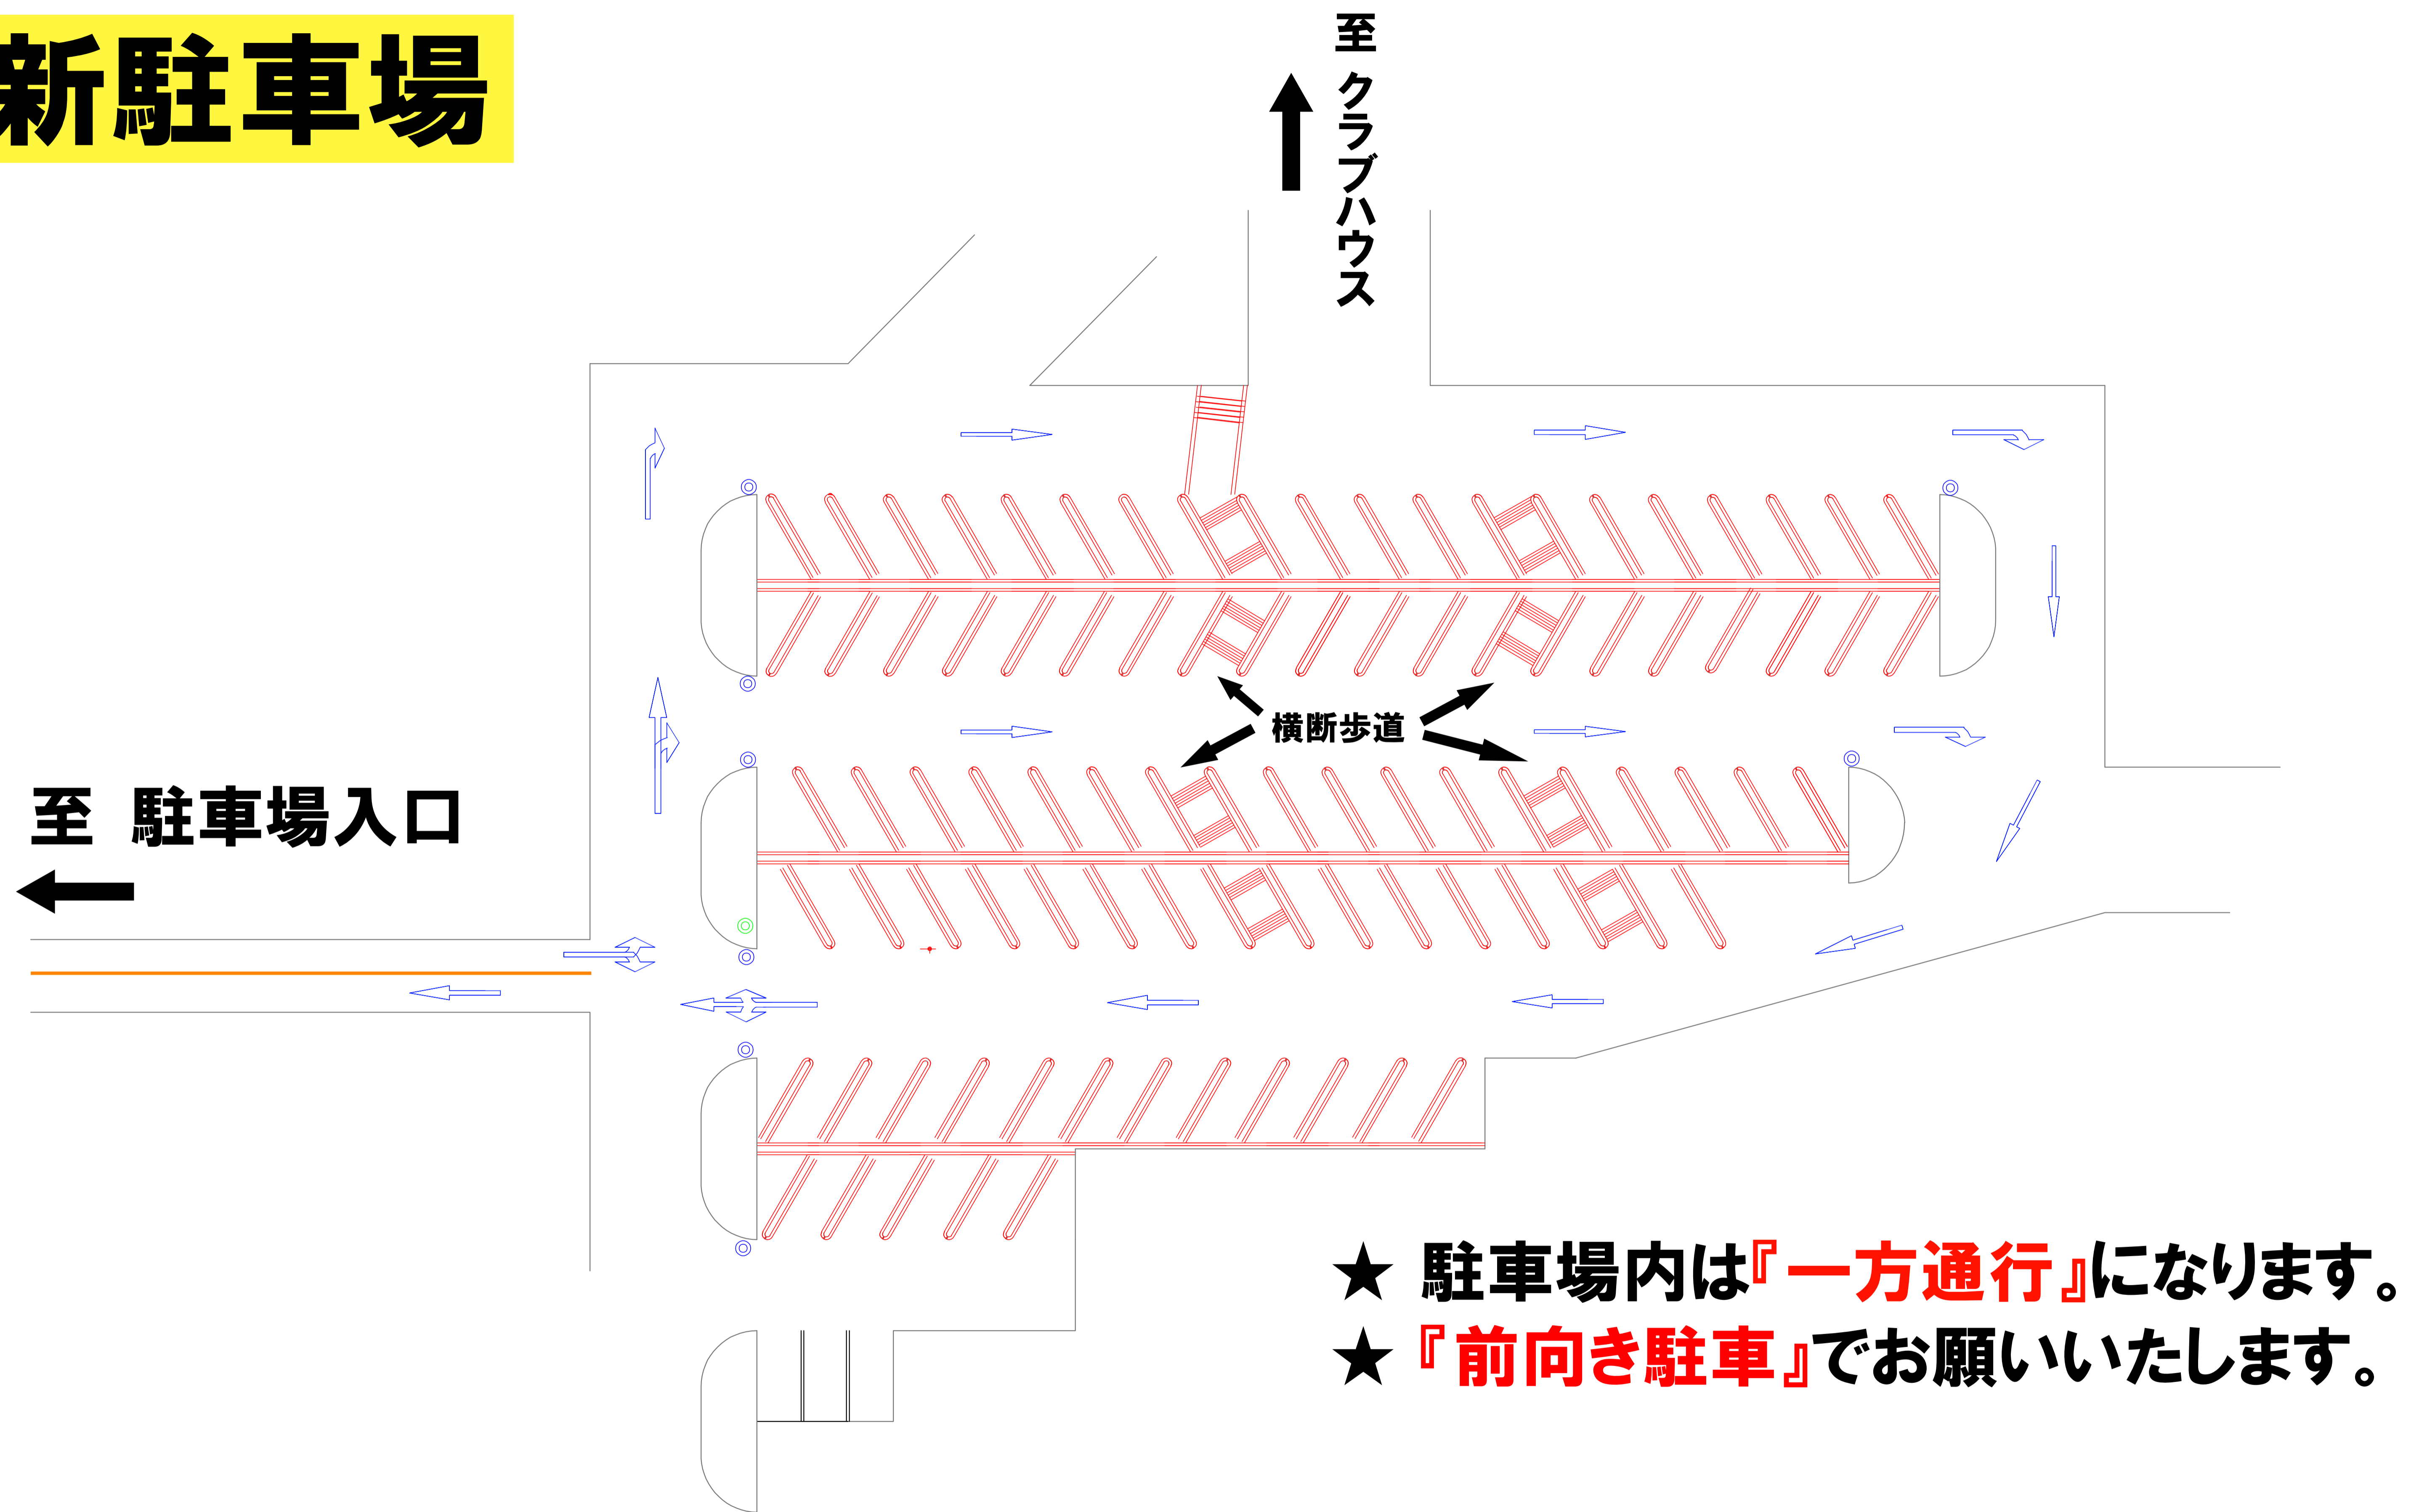 新駐車場
至 クラブハウス
横断歩道
至 駐車場入口
★ 駐車場内は『一方通行』になります。
★『前向き駐車』でお願いいたします。